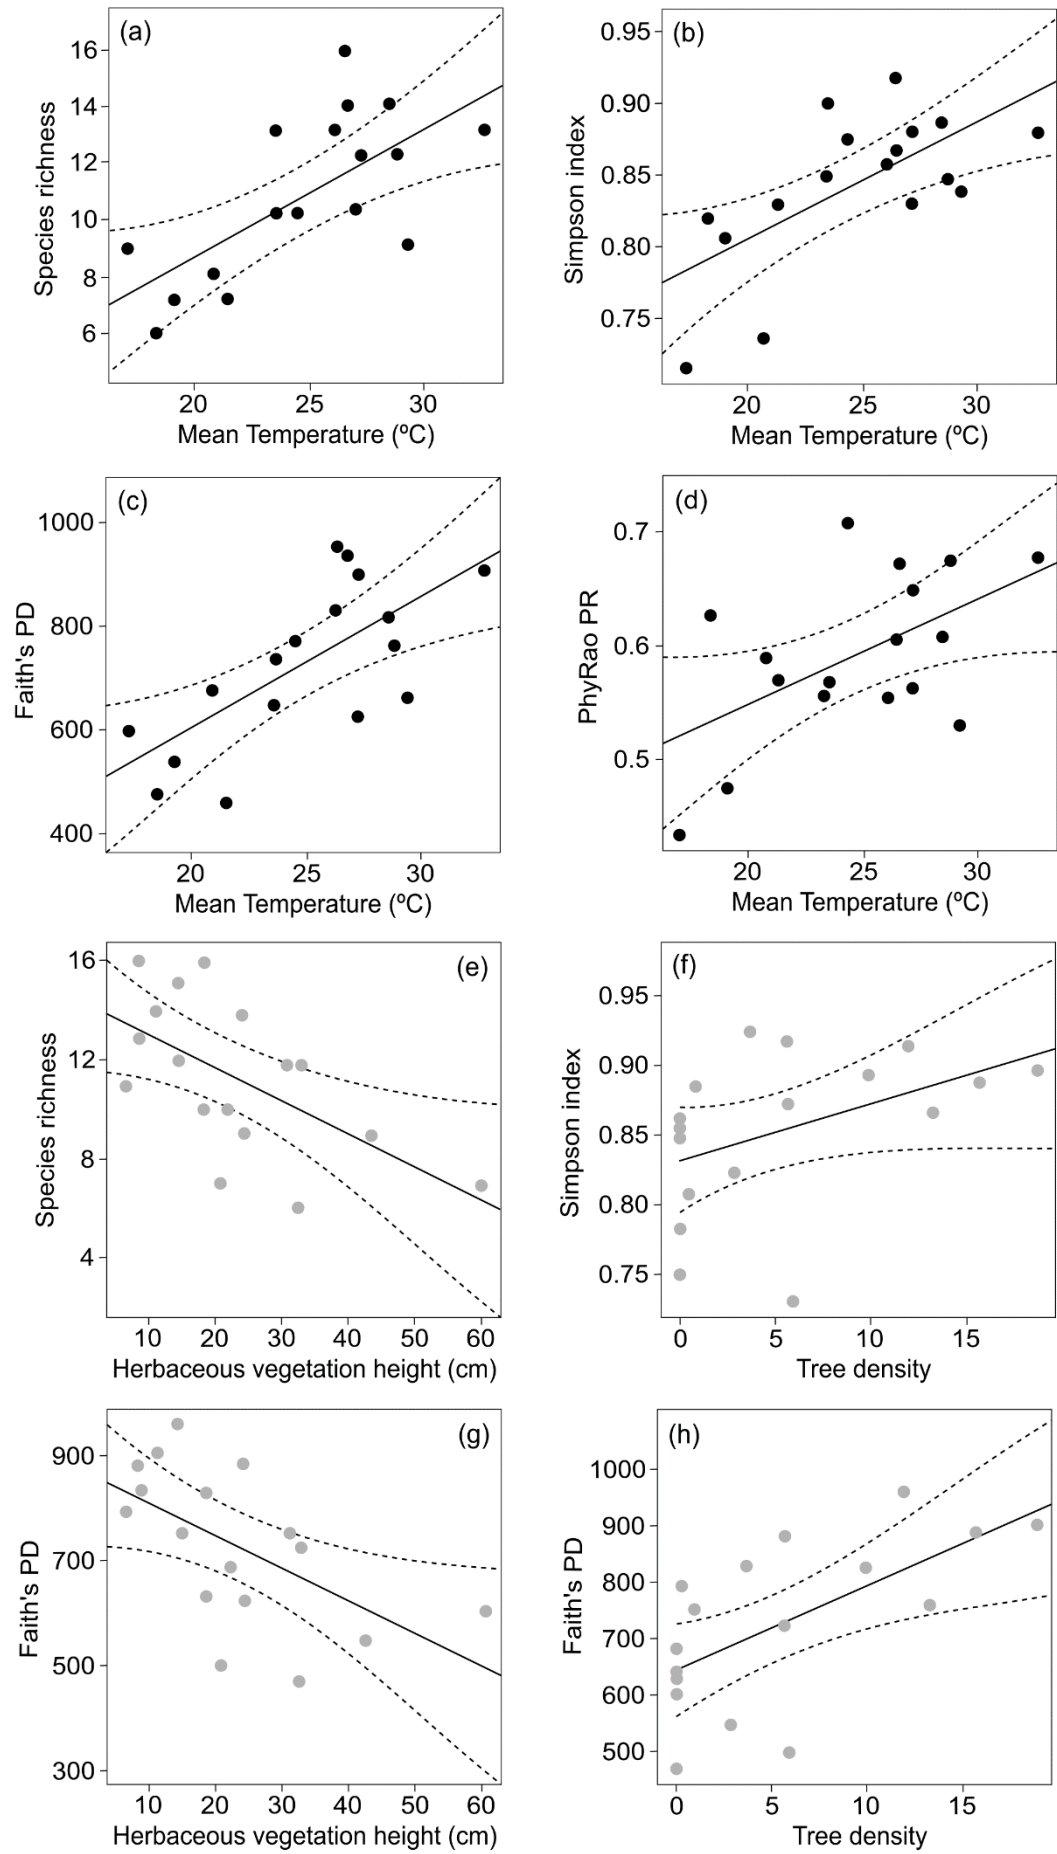 (a)
16
14
12
10
8
6
Species richness
20
25
30
Mean Temperature (ºC)
(b)
0.95
0.90
0.85
0.80
0.75
Simpson index
20
25
30
Mean Temperature (ºC)
(c)
1000
800
600
400
Faith's PD
20
25
30
Mean Temperature (ºC)
(d)
0.7
0.6
0.5
PhyRao PR
20
25
30
Mean Temperature (ºC)
(e)
16
12
8
4
Species richness
10
20
30
40
50
60
Herbaceous vegetation height (cm)
(f)
0.95
0.90
0.85
0.80
0.75
Simpson index
0
5
10
15
Tree density
(g)
900
700
500
300
Faith's PD
10
20
30
40
50
60
Herbaceous vegetation height (cm)
(h)
1000
900
800
700
600
500
Faith's PD
0
5
10
15
Tree density